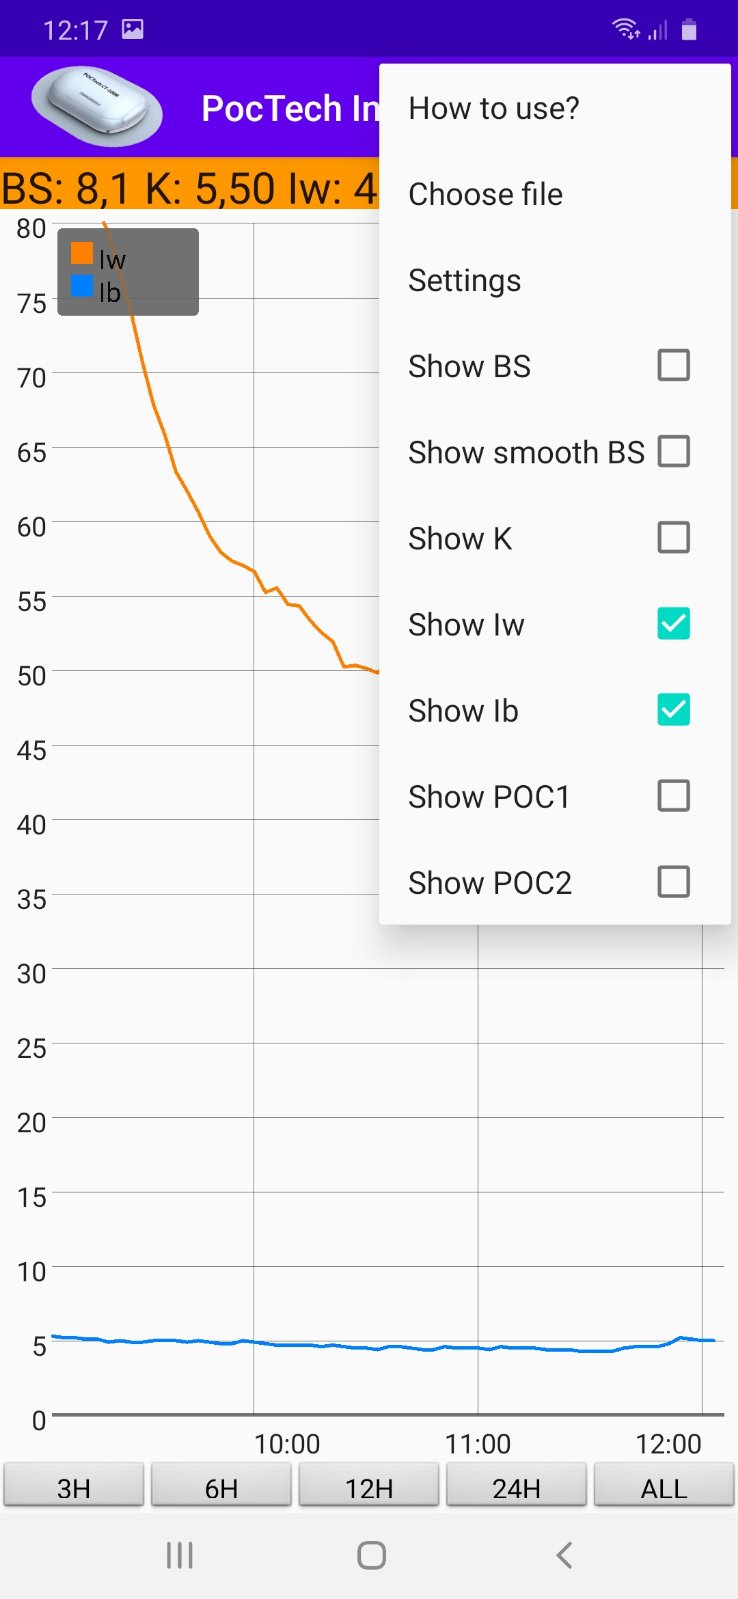 12:17
PocTech In
BS: 8,1 K: 5,50 Iw: 4
How to use?
Choose file
Settings
Show BS
Show smooth BS
Show K
Show Iw
Show Ib
Show POC1
Show POC2
Iw
Ib
80
75
70
65
60
55
50
45
40
35
30
25
20
15
10
5
0
10:00 11:00 12:00
3H 6H 12H 24H ALL